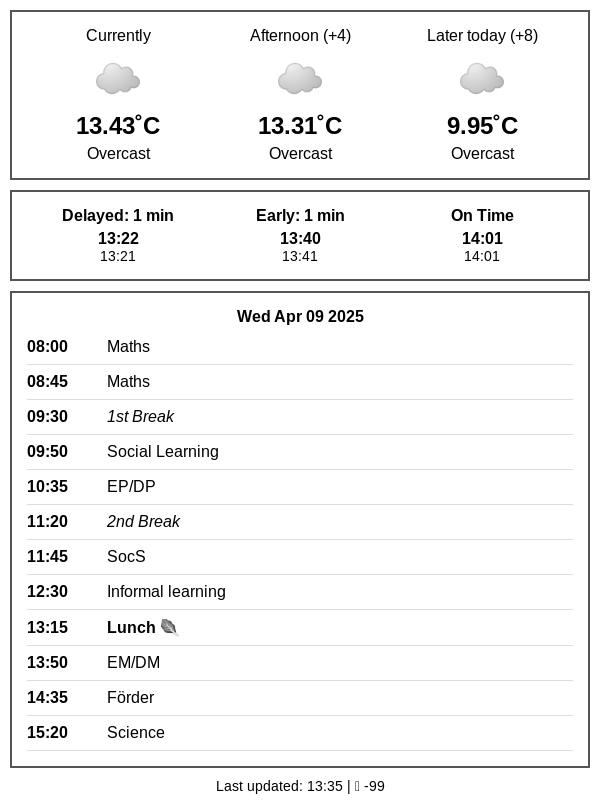 Currently Afternoon (+4) Later today (+8)
13.43˚C 13.31˚C 9.95˚C
Overcast Overcast Overcast
Delayed: 1 min Early: 1 min On Time
13:22 13:40 14:01
13:21 13:41 14:01
Wed Apr 09 2025
08:00 Maths
08:45 Maths
09:30 1st Break
09:50 Social Learning
10:35 EP/DP
11:20 2nd Break
11:45 SocS
12:30 Informal learning
13:15 Lunch
13:50 EM/DM
14:35 Förder
15:20 Science
Last updated: 13:35 | -99